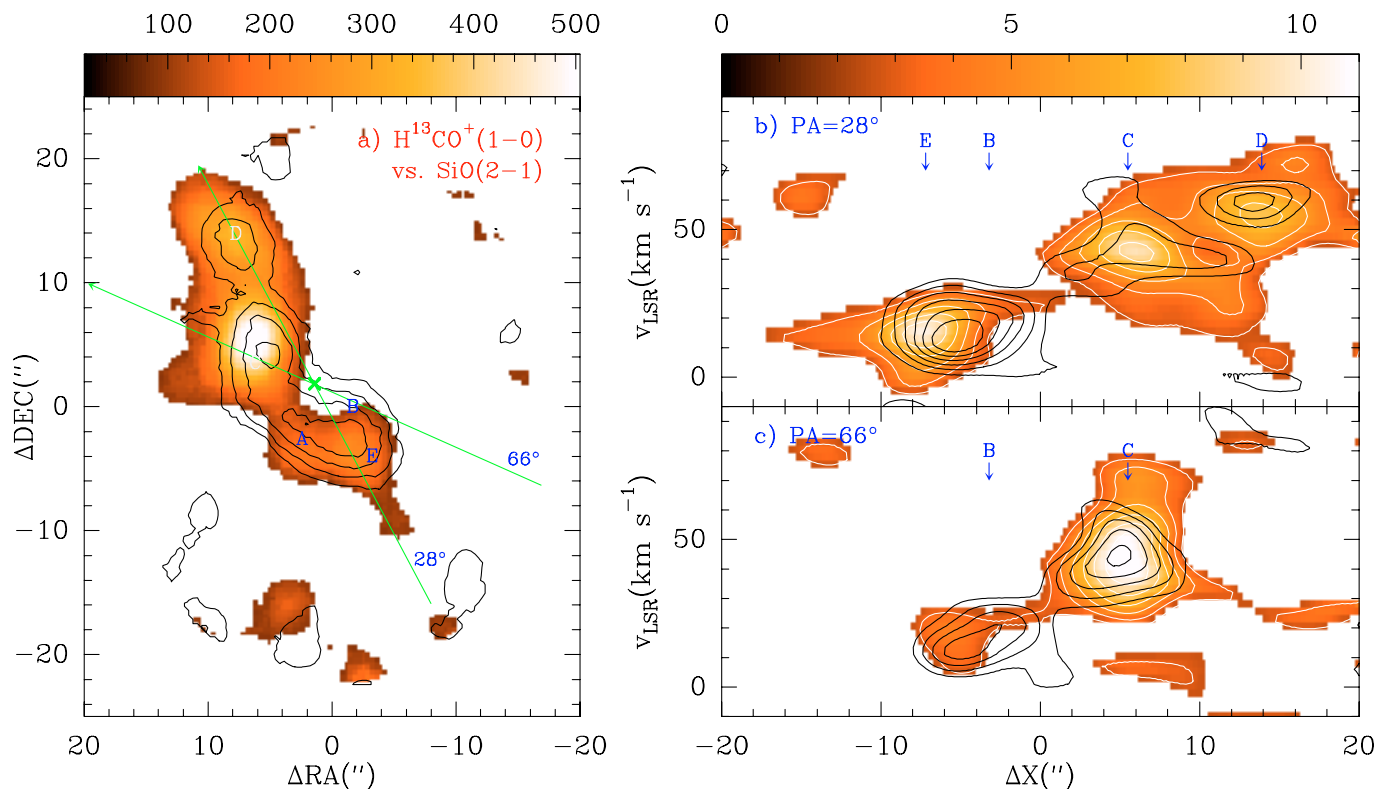 100 200 300 400 500
0 5 10
a) H¹³CO⁺(1−0)
vs. SiO(2−1)
20
10
0
−10
−20
ΔDEC(″)
D
B
A
E
66°
28°
20 10 0 −10 −20
ΔRA(″)
b) PA=28°
E B C D
50
0
v_LSR(km s⁻¹)
c) PA=66°
B C
50
0
v_LSR(km s⁻¹)
−20 −10 0 10 20
ΔX(″)